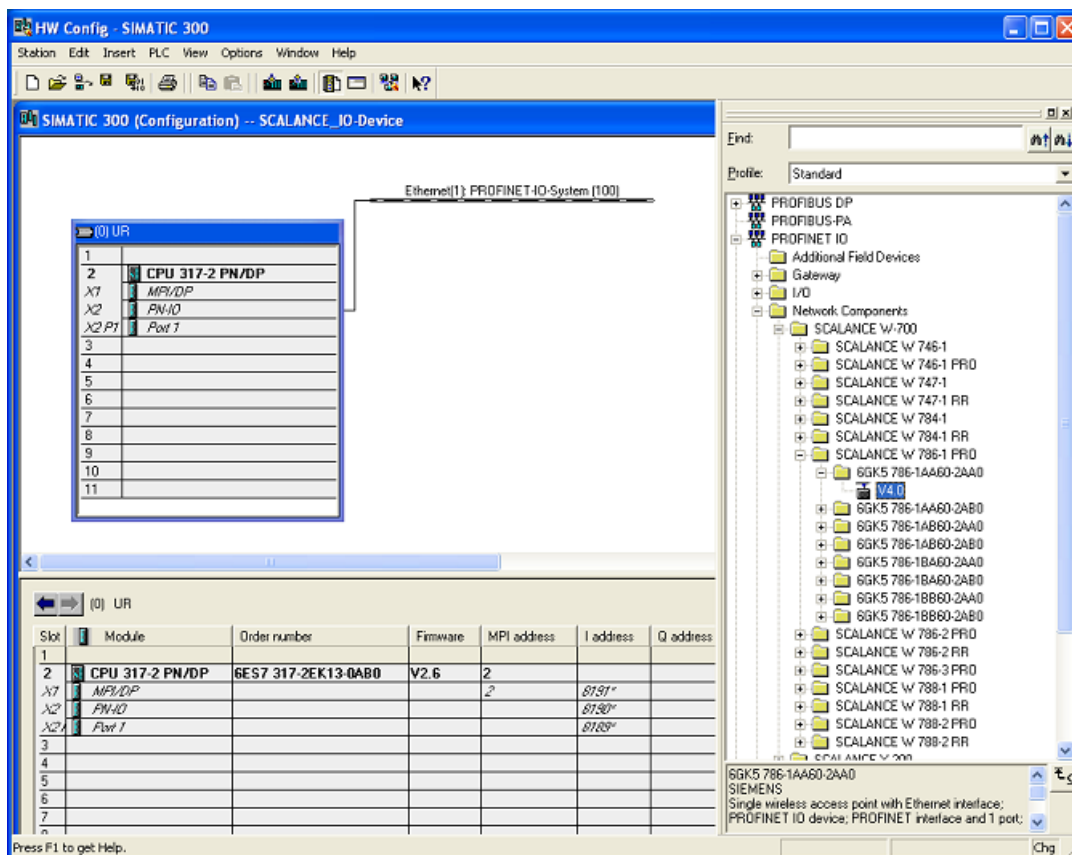 HW Config - SIMATIC 300
Station Edit Insert PLC View Options Window Help
SIMATIC 300 (Configuration) -- SCALANCE_IO-Device
Ethernet(1): PROFINET-IO-System (100)
(0) UR
1
2 CPU 317-2 PN/DP
X1 MPI/DP
X2 PN-IO
X2 P1 Port 1
3
4
5
6
7
8
9
10
11
(0) UR
Slot Module Order number Firmware MPI address I address Q address
1
2 CPU 317-2 PN/DP 6ES7 317-2EK13-0AB0 V2.6 2
X1 MPI/DP 2 8191*
X2 PN-IO 8190*
X2 Port 1 8189*
3
4
5
6
7
Find:
Profile: Standard
PROFIBUS DP
PROFIBUS-PA
PROFINET IO
Additional Field Devices
Gateway
I/O
Network Components
SCALANCE W-700
SCALANCE W 746-1
SCALANCE W 746-1 PRO
SCALANCE W 747-1
SCALANCE W 747-1 RR
SCALANCE W 784-1
SCALANCE W 784-1 RR
SCALANCE W 786-1 PRO
6GK5 786-1AA60-2AA0
V4.0
6GK5 786-1AA60-2AB0
6GK5 786-1AB60-2AA0
6GK5 786-1AB60-2AB0
6GK5 786-1BA60-2AA0
6GK5 786-1BA60-2AB0
6GK5 786-1BB60-2AA0
6GK5 786-1BB60-2AB0
SCALANCE W 786-2 PRO
SCALANCE W 786-2 RR
SCALANCE W 786-3 PRO
SCALANCE W 788-1 PRO
SCALANCE W 788-1 RR
SCALANCE W 788-2 PRO
SCALANCE W 788-2 RR
SCALANCE X-200
6GK5 786-1AA60-2AA0
SIEMENS
Single wireless access point with Ethernet interface;
PROFINET IO device; PROFINET interface and 1 port;
Press F1 to get Help.
Chg